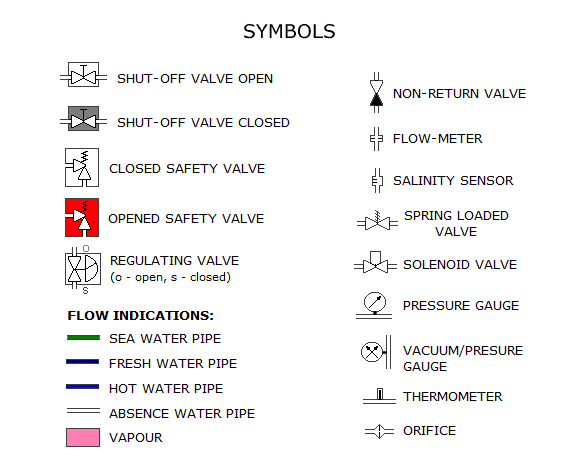 SYMBOLS
SHUT-OFF VALVE OPEN
SHUT-OFF VALVE CLOSED
CLOSED SAFETY VALVE
OPENED SAFETY VALVE
O
REGULATING VALVE
(o - open, s - closed)
S
FLOW INDICATIONS:
SEA WATER PIPE
FRESH WATER PIPE
HOT WATER PIPE
ABSENCE WATER PIPE
VAPOUR
NON-RETURN VALVE
FLOW-METER
SALINITY SENSOR
SPRING LOADED
VALVE
SOLENOID VALVE
PRESSURE GAUGE
VACUUM/PRESURE
GAUGE
THERMOMETER
ORIFICE